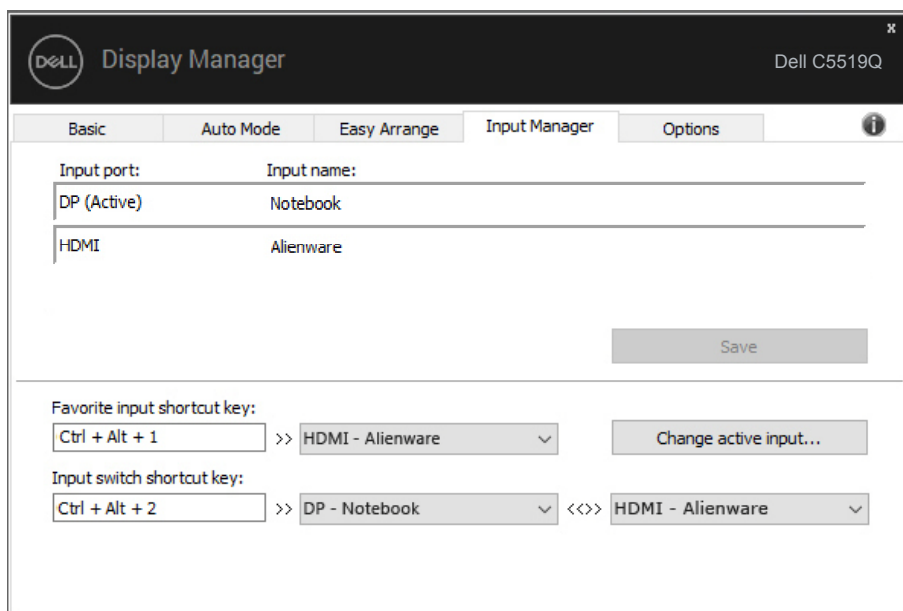 x
DELL Display Manager Dell C5519Q
Basic Auto Mode Easy Arrange Input Manager Options i
Input port: Input name:
DP (Active) Notebook
HDMI Alienware
Save
Favorite input shortcut key:
Ctrl + Alt + 1 >> HDMI - Alienware Change active input...
Input switch shortcut key:
Ctrl + Alt + 2 >> DP - Notebook <<>> HDMI - Alienware